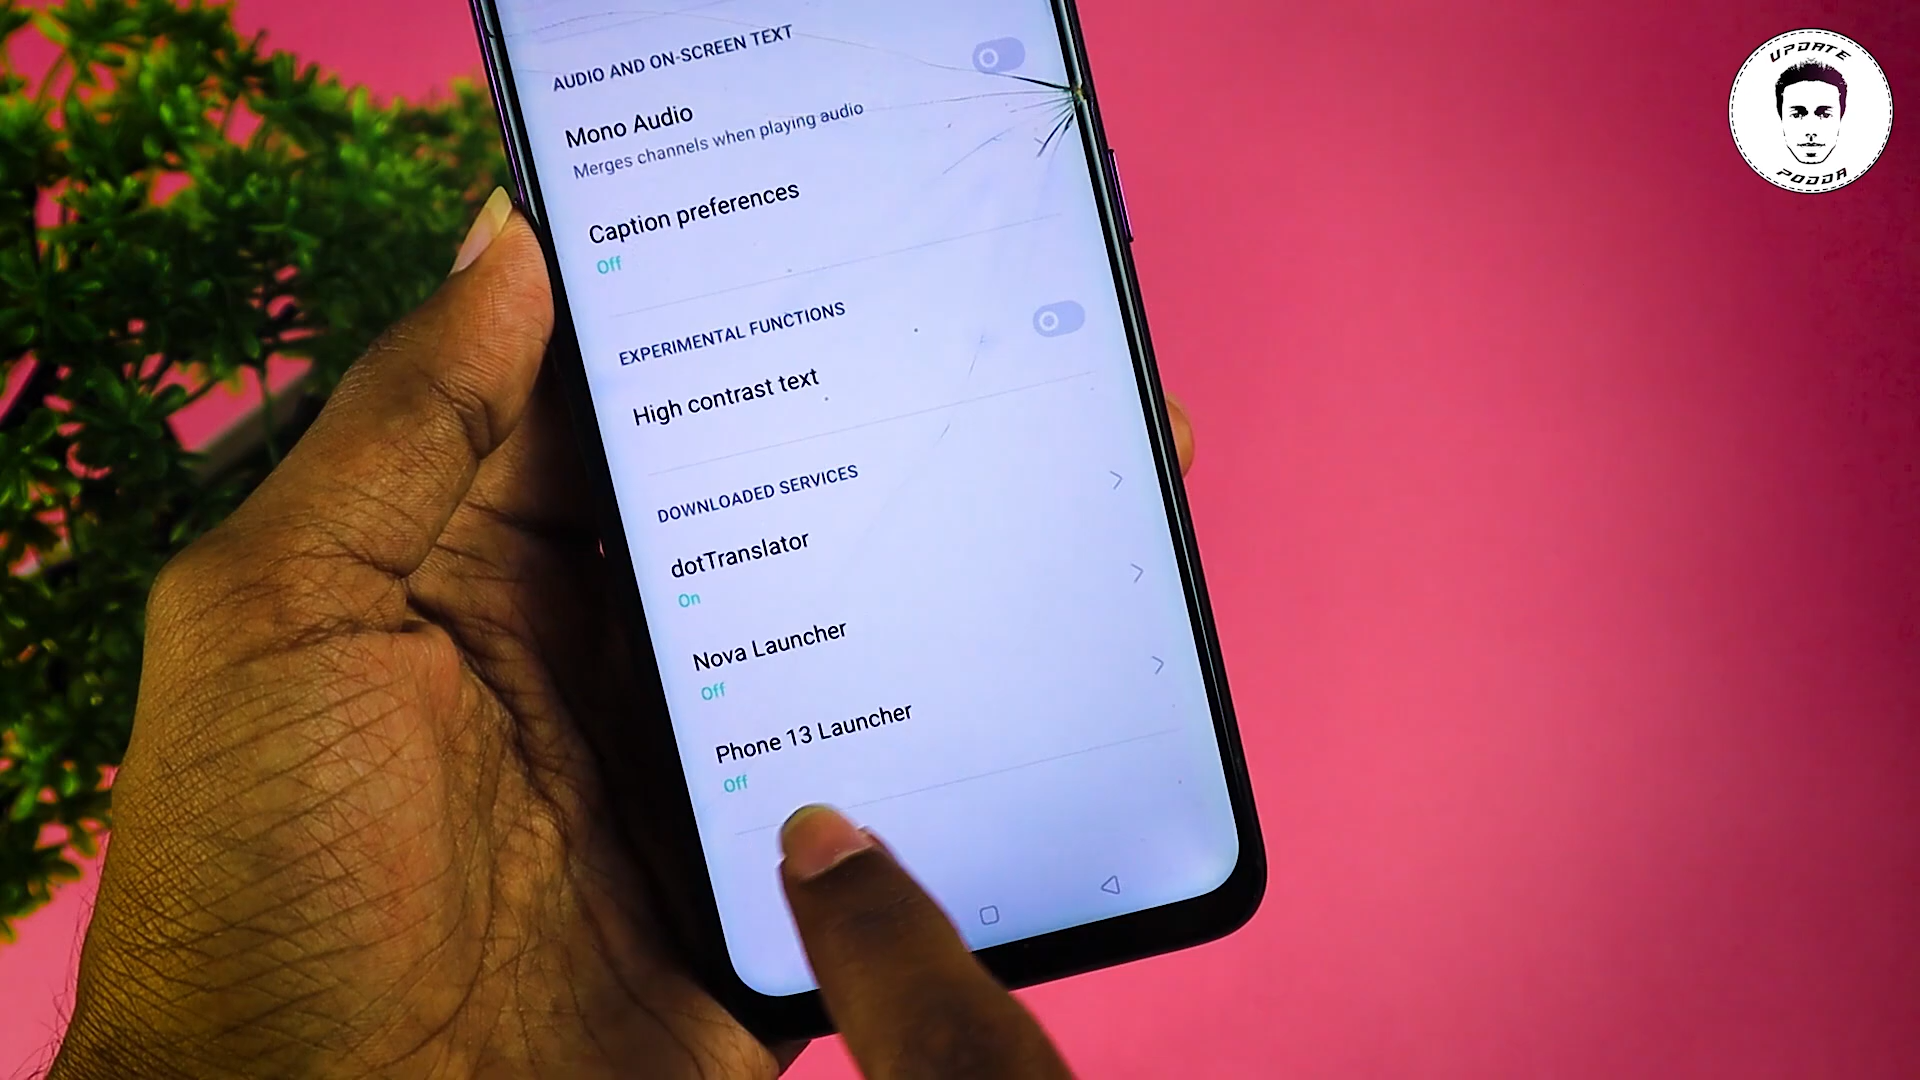 AUDIO AND ON-SCREEN TEXT
Mono Audio
Merges channels when playing audio
Caption preferences
Off
EXPERIMENTAL FUNCTIONS
High contrast text
DOWNLOADED SERVICES
dotTranslator
On
Nova Launcher
Off
Phone 13 Launcher
Off
UPDATE
PODDA